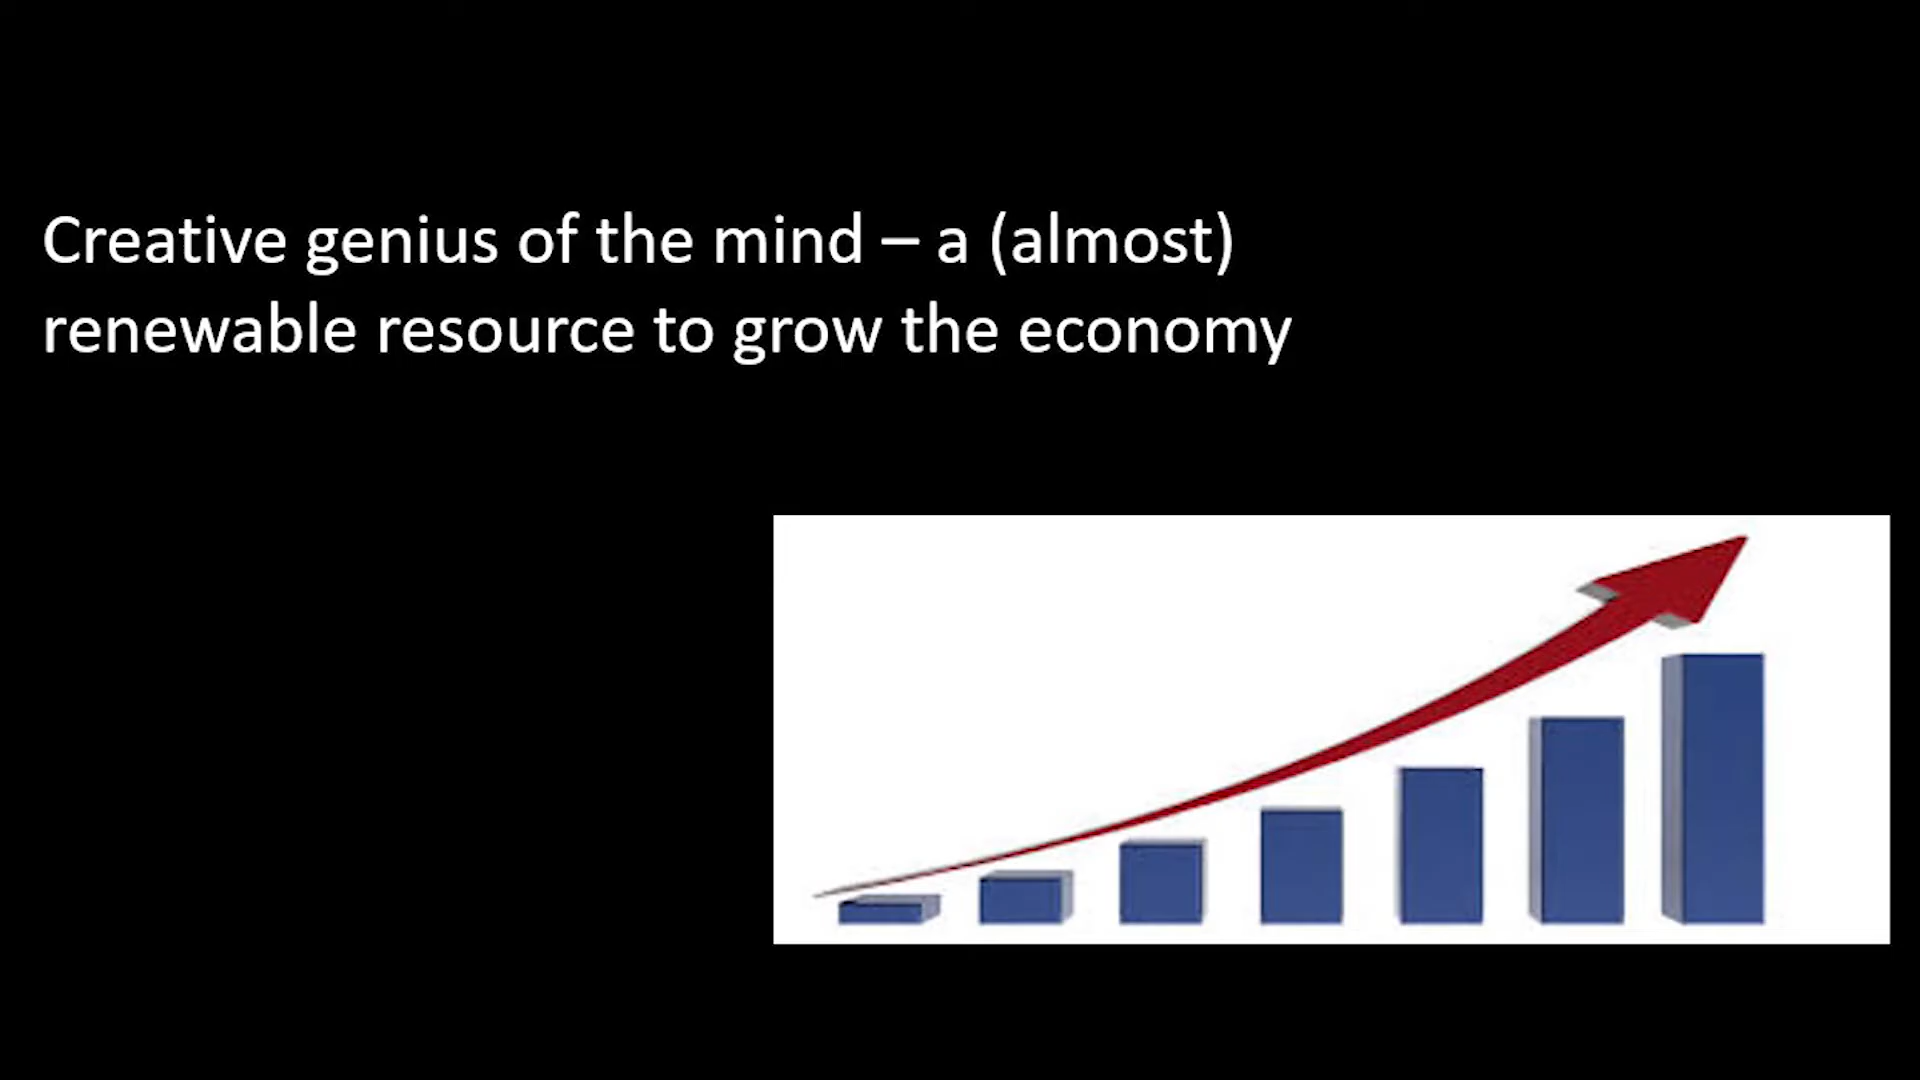 Creative genius of the mind – a (almost)
renewable resource to grow the economy